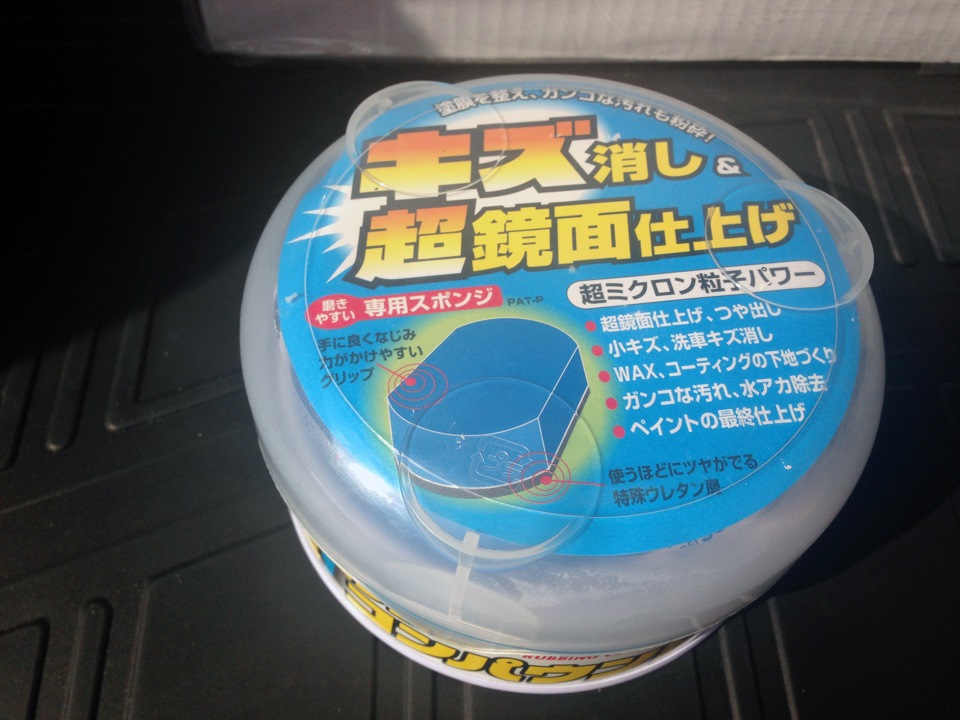 塗膜を整え、ガンコな汚れも粉砕!
キズ消し&
超鏡面仕上げ
磨きやすい 専用スポンジ PAT-P
手に良くなじみ
力がかけやすい
グリップ
超ミクロン粒子パワー
超鏡面仕上げ、つや出し
小キズ、洗車キズ消し
WAX、コーティングの下地づくり
ガンコな汚れ、水アカ除去
ペイントの最終仕上げ
使うほどにツヤがでる
特殊ウレタン層
RUBBING
コンパウンド